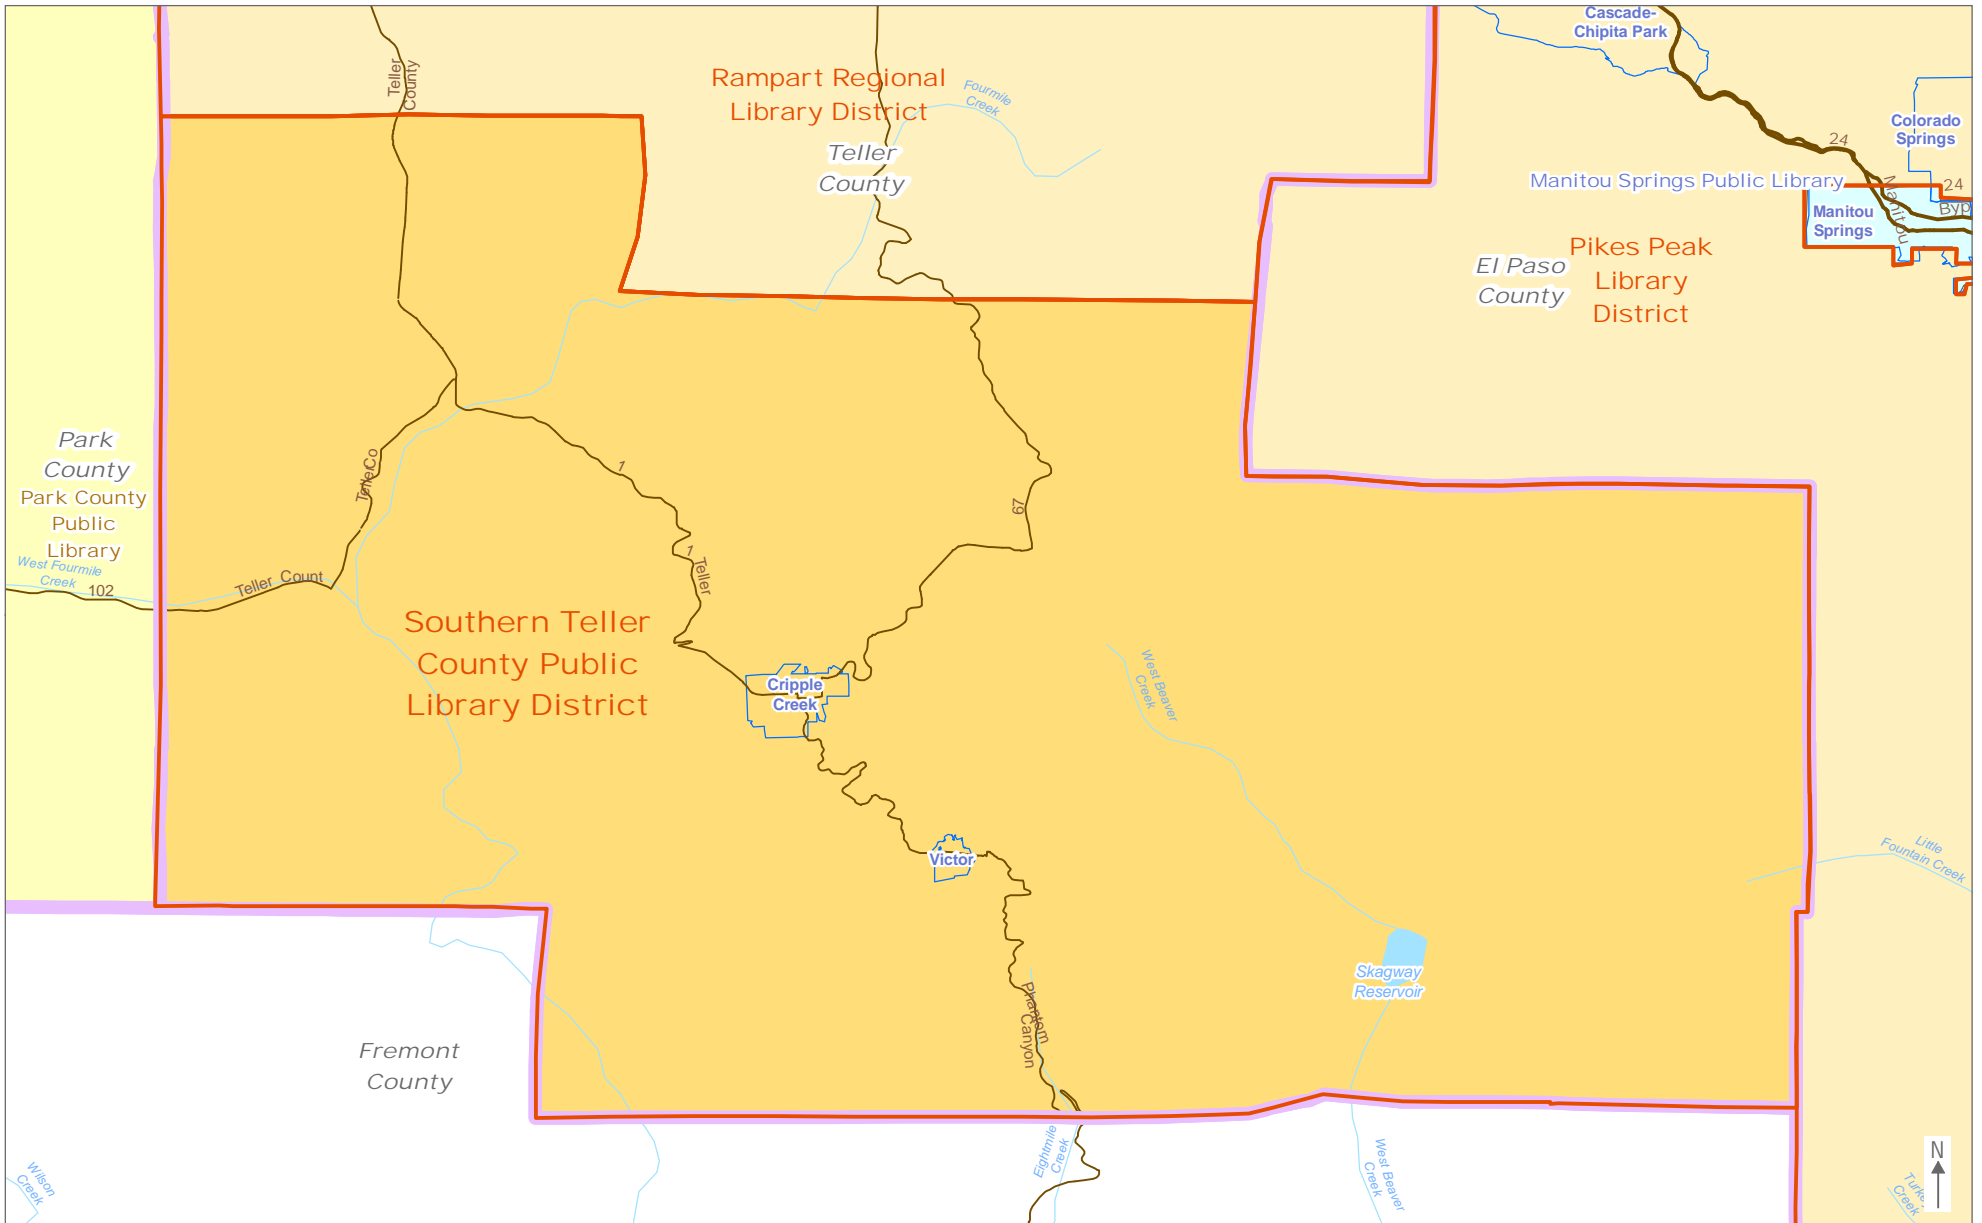 Cascade-
Chipita Park
Teller
County
Rampart Regional
Library District
Fourmile
Creek
Teller
County
Colorado
Springs
24
Manitou Springs Public Library
24
Byp
Manitou
Manitou
Springs
El Paso
County
Pikes Peak
Library
District
Park
County
Park County
Public
Library
West Fourmile
Creek
102
Teller Count
TellerCo
1
1
Teller
67
Southern Teller
County Public
Library District
Cripple
Creek
West Beaver
Creek
Victor
Little
Fountain Creek
Skagway
Reservoir
Phantom
Canyon
Fremont
County
Eightmile
Creek
West Beaver
Creek
Wilson
Creek
Creek
N